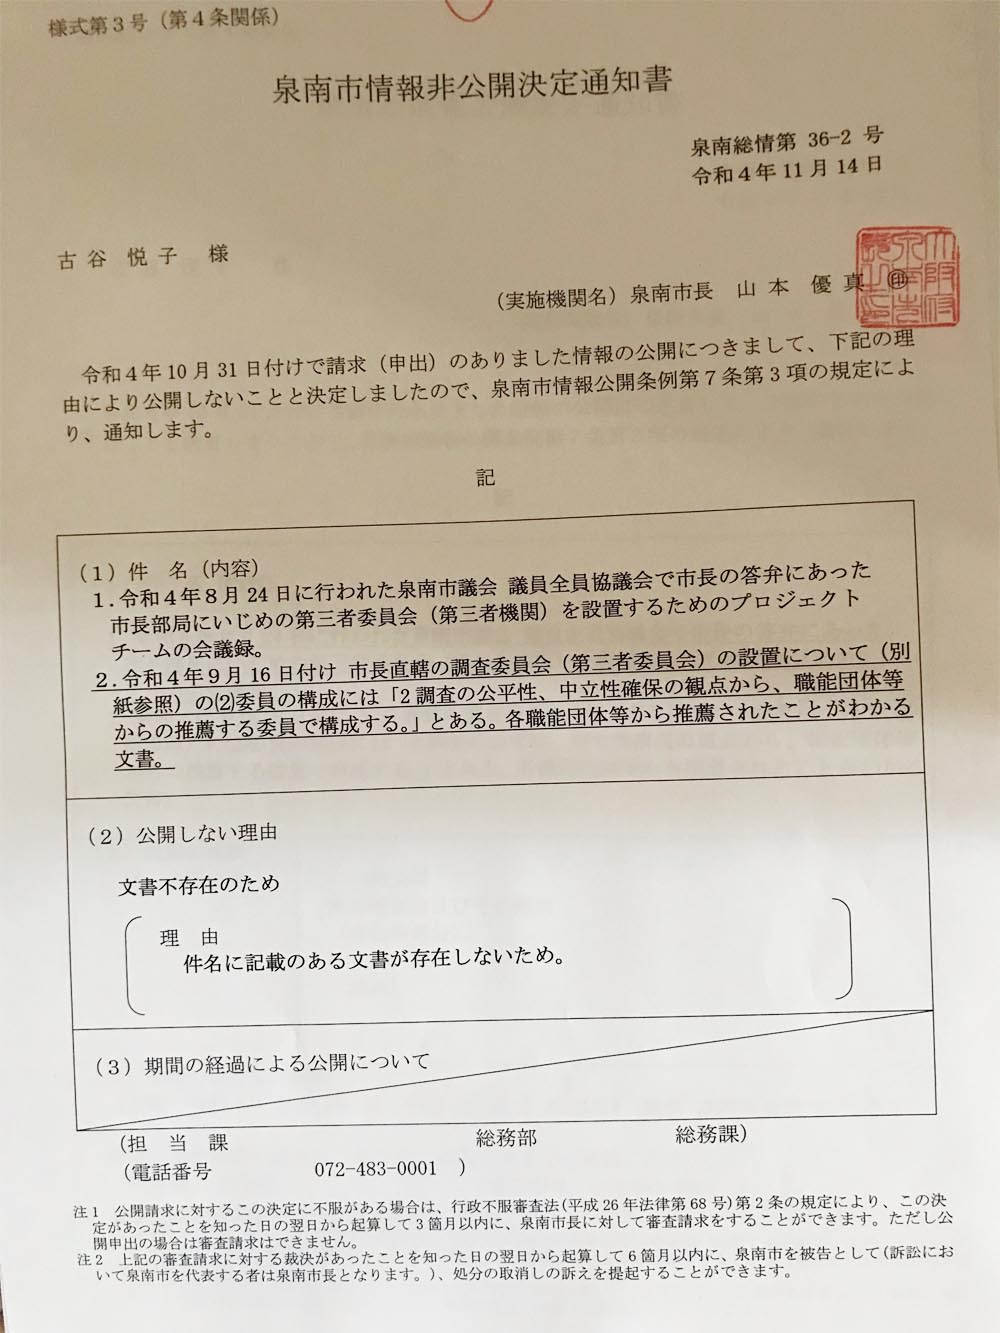 様式第３号（第４条関係）
泉南市情報非公開決定通知書
泉南総情第 36-2 号
令和４年 11 月 14 日
古 谷 悦 子 様
（実施機関名）泉南市長 山 本 優 真 ㊞
令和４年 10 月 31 日付けで請求（申出）のありました情報の公開につきまして、下記の理
由により公開しないことと決定しましたので、泉南市情報公開条例第７条第３項の規定によ
り、通知します。
記
（１）件 名（内容）
１.令和４年８月 24 日に行われた泉南市議会 議員全員協議会で市長の答弁にあった
市長部局にいじめの第三者委員会（第三者機関）を設置するためのプロジェクト
チームの会議録。
２.令和４年９月 16 日付け 市長直轄の調査委員会（第三者委員会）の設置について（別
紙参照）の⑵委員の構成には「２調査の公平性、中立性確保の観点から、職能団体等
からの推薦する委員で構成する。」とある。各職能団体等から推薦されたことがわかる
文書。
（２）公開しない理由
文書不存在のため
理 由
件名に記載のある文書が存在しないため。
（３）期間の経過による公開について
（担 当 課 総務部 総務課）
（電話番号 072-483-0001 ）
注１ 公開請求に対するこの決定に不服がある場合は、行政不服審査法(平成 26 年法律第 68 号)第２条の規定により、この決
定があったことを知った日の翌日から起算して３箇月以内に、泉南市長に対して審査請求をすることができます。ただし公
開申出の場合は審査請求はできません。
注２ 上記の審査請求に対する裁決があったことを知った日の翌日から起算して６箇月以内に、泉南市を被告として(訴訟にお
いて泉南市を代表する者は泉南市長となります。)、処分の取消しの訴えを提起することができます。